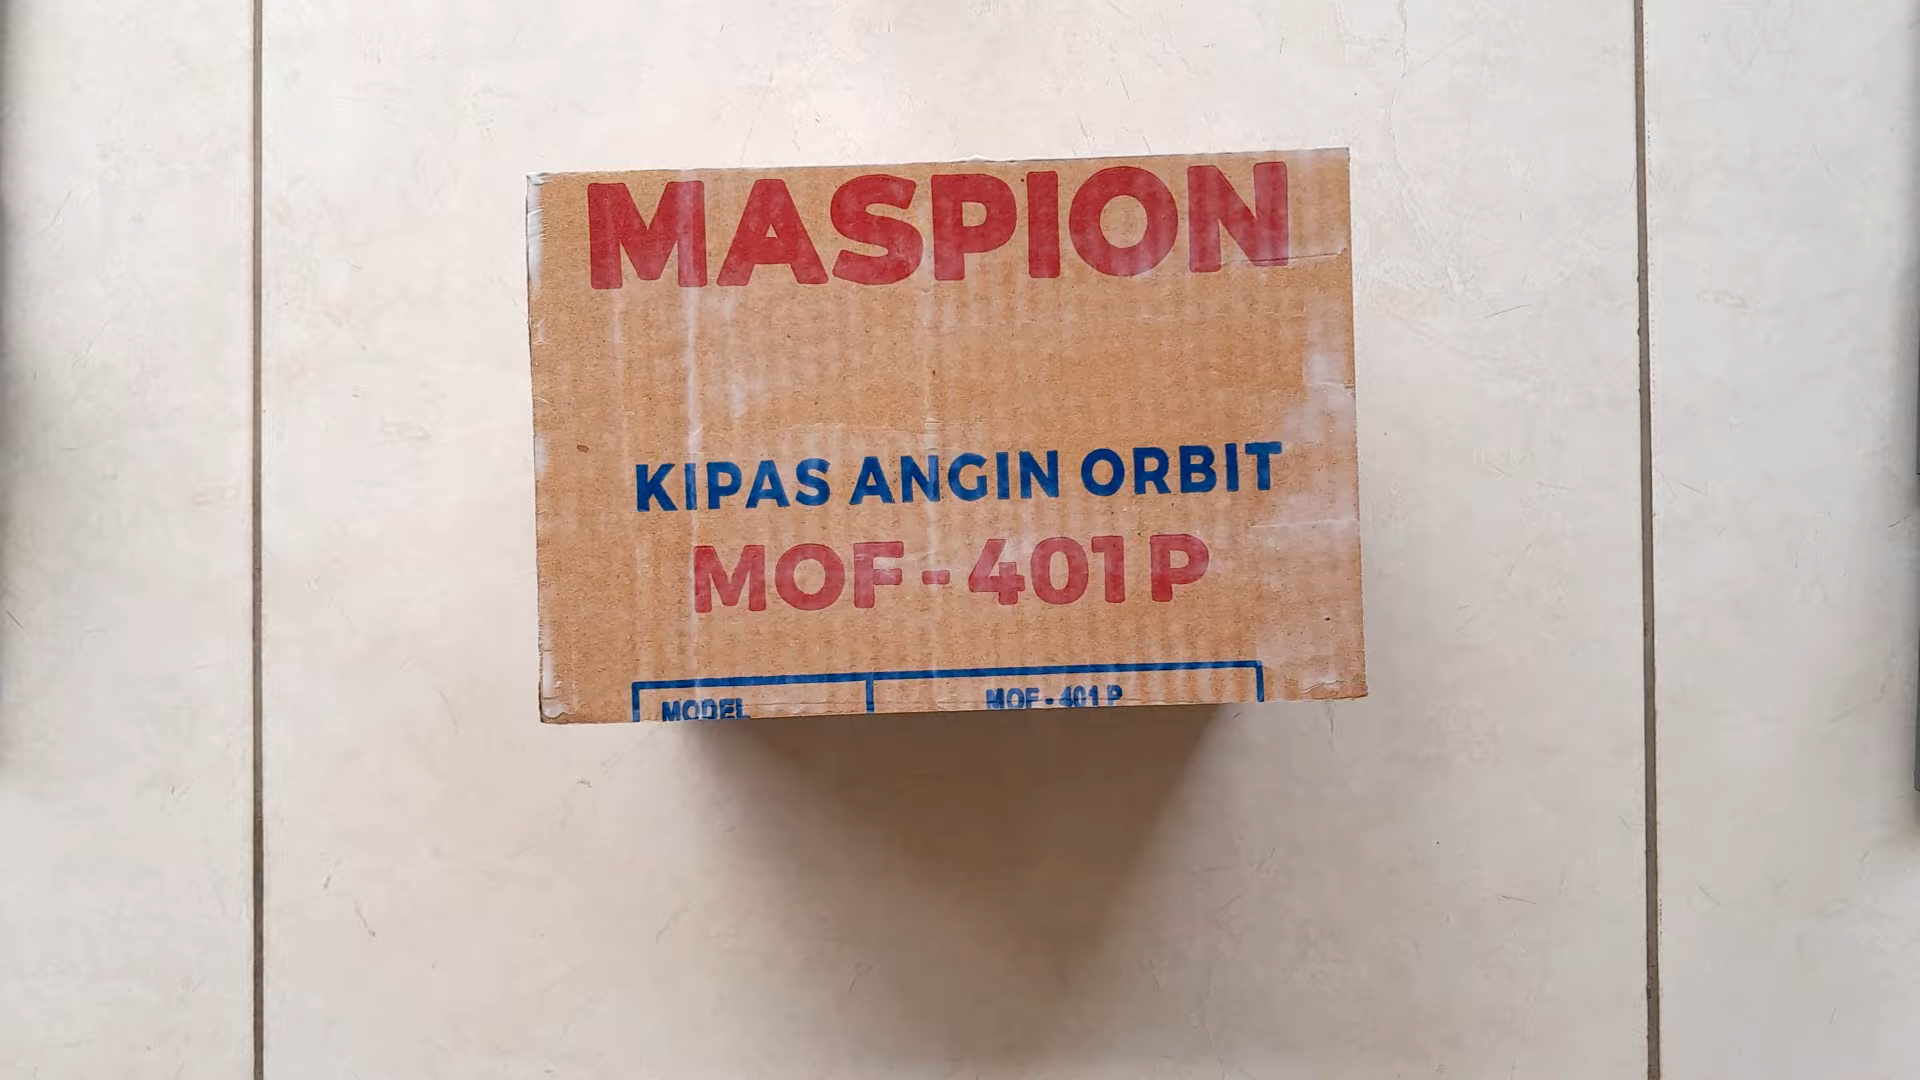 MASPION
KIPAS ANGIN ORBIT
MOF - 401 P
MODEL MOF - 401 P